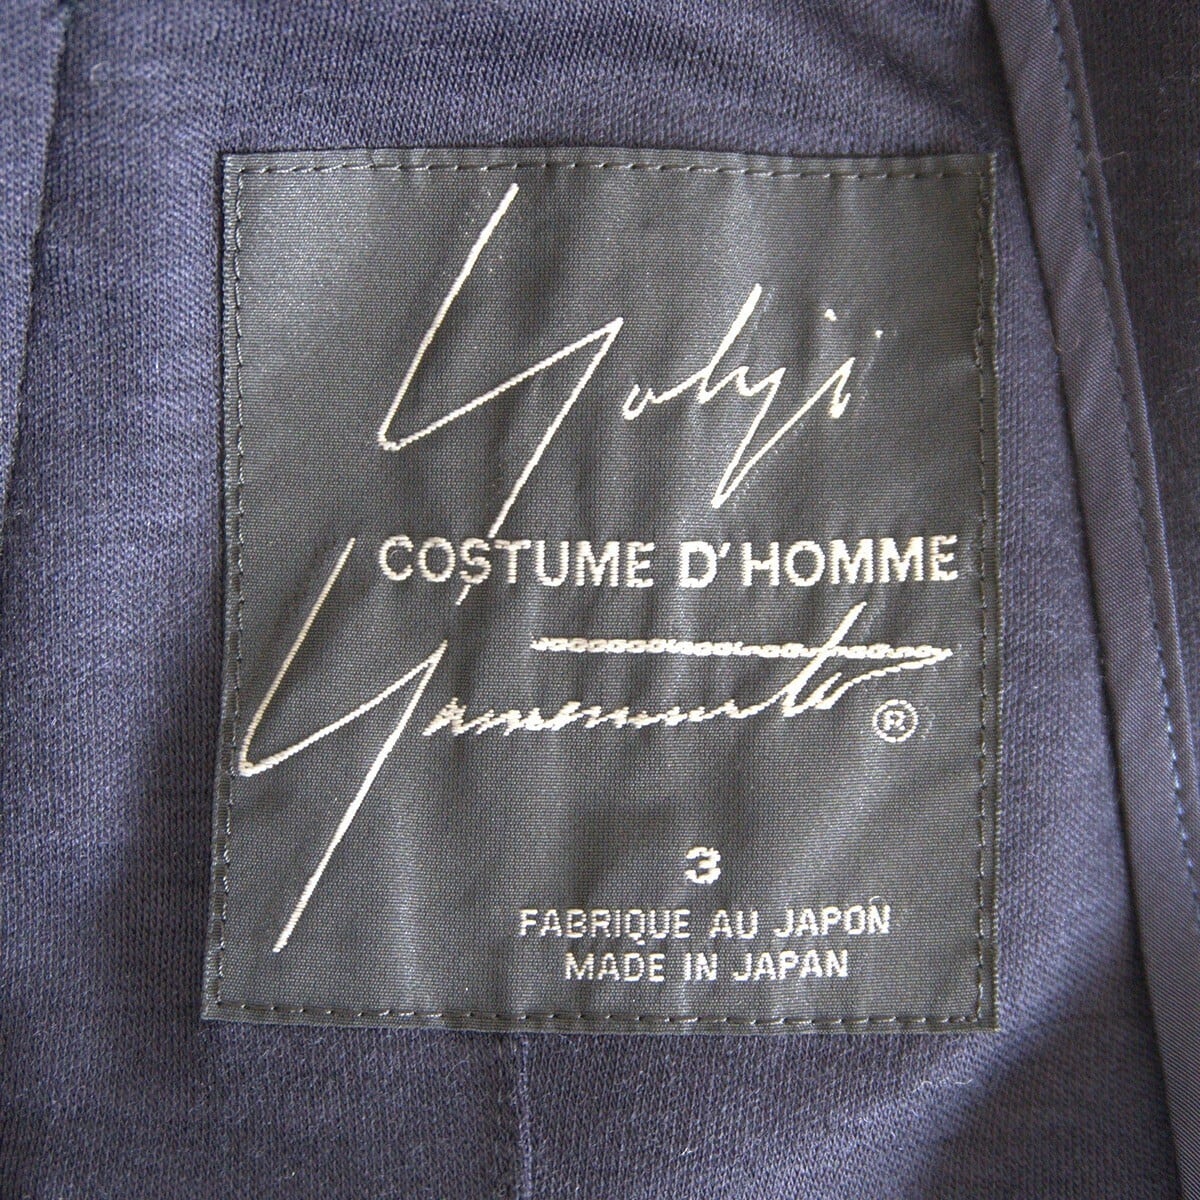 Yohji
COSTUME D'HOMME
Yamamoto ®
3
FABRIQUE AU JAPON
MADE IN JAPAN